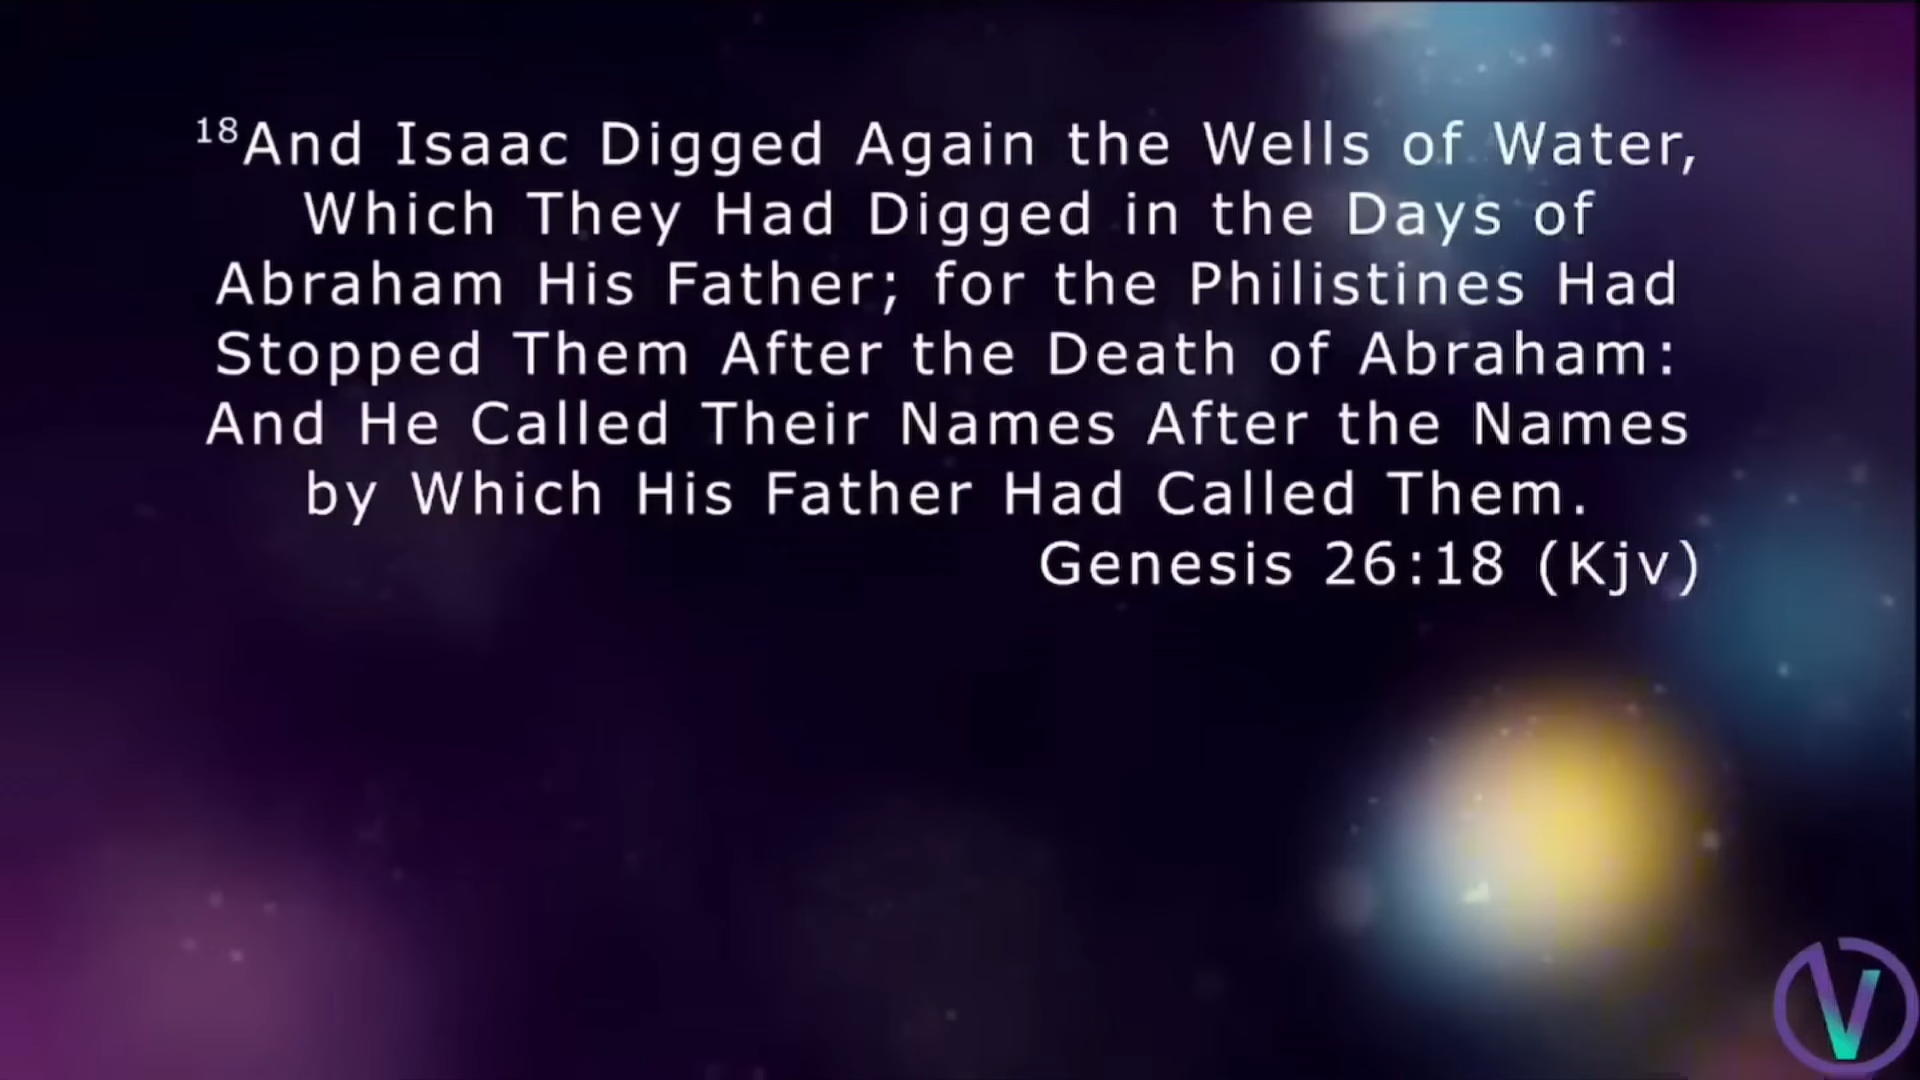 18And Isaac Digged Again the Wells of Water,
Which They Had Digged in the Days of
Abraham His Father; for the Philistines Had
Stopped Them After the Death of Abraham:
And He Called Their Names After the Names
by Which His Father Had Called Them.
Genesis 26:18 (Kjv)
V